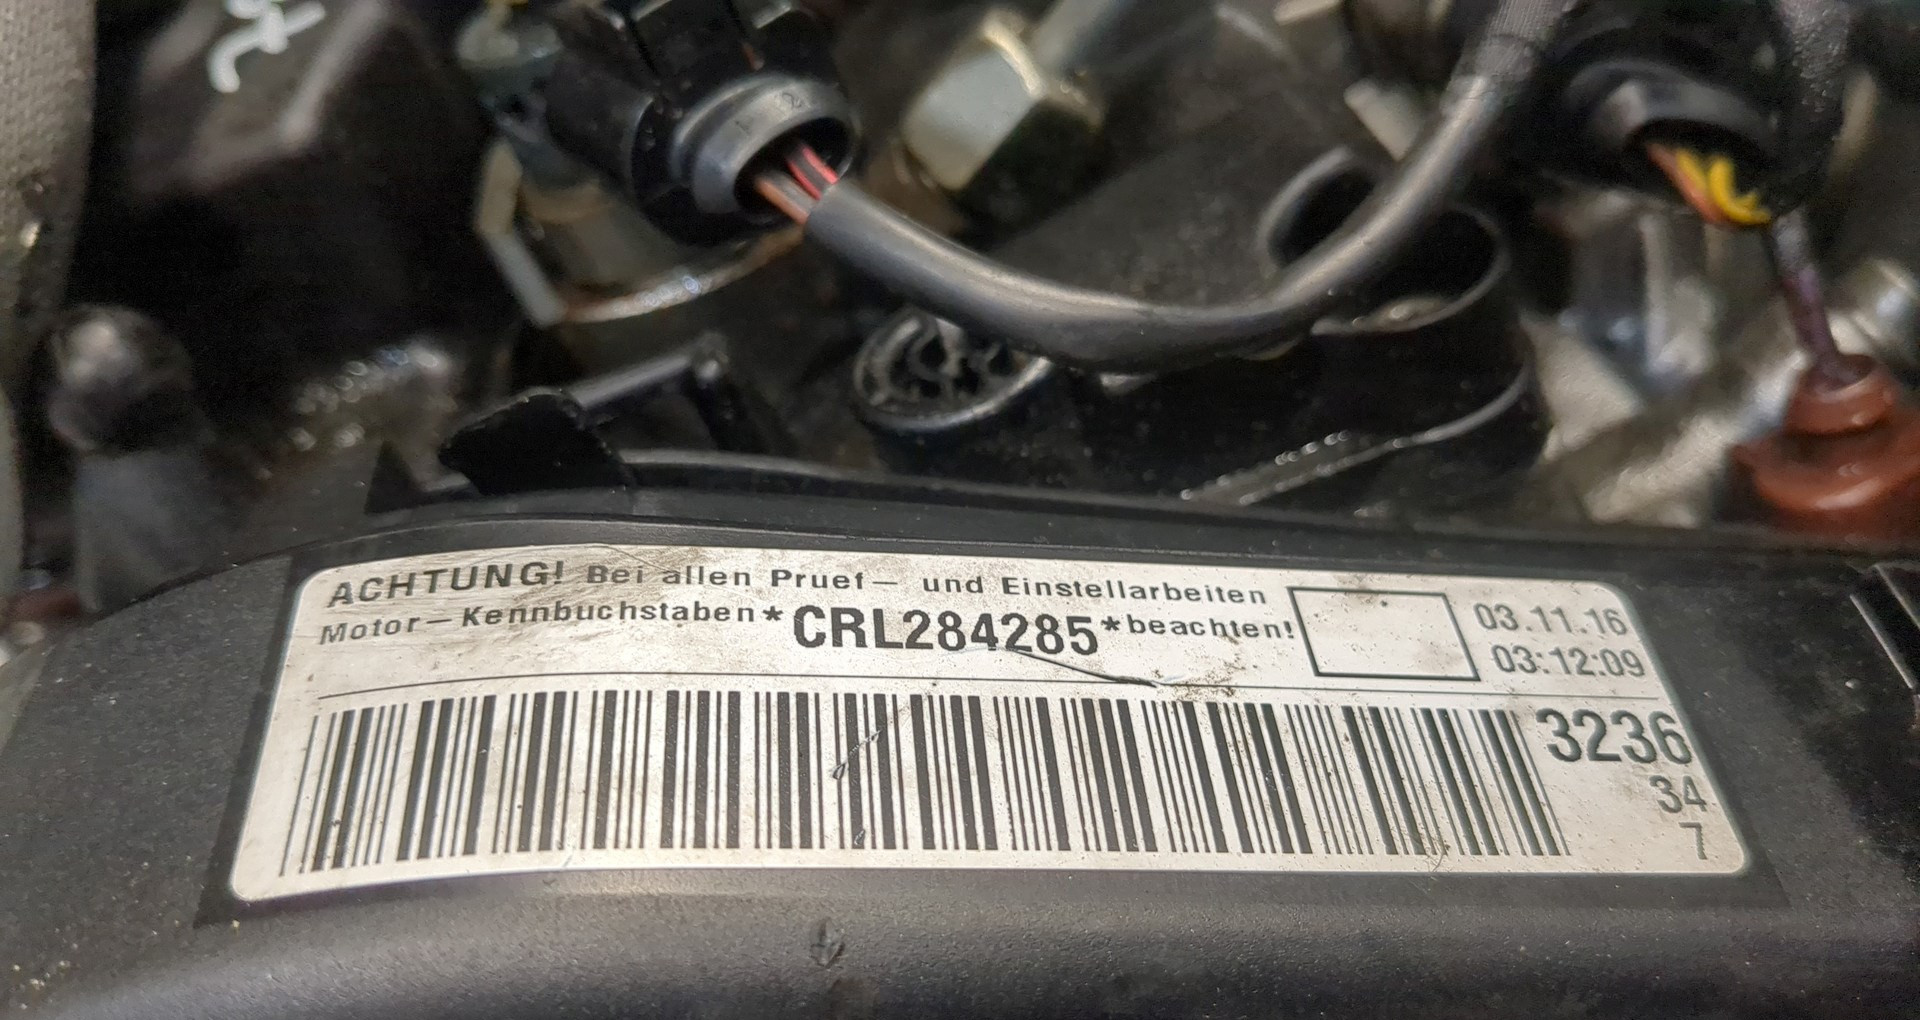 ACHTUNG! Bei allen Pruef— und Einstellarbeiten
Motor—Kennbuchstaben*CRL284285*beachten!
03.11.16
03:12:09
3236
34
7